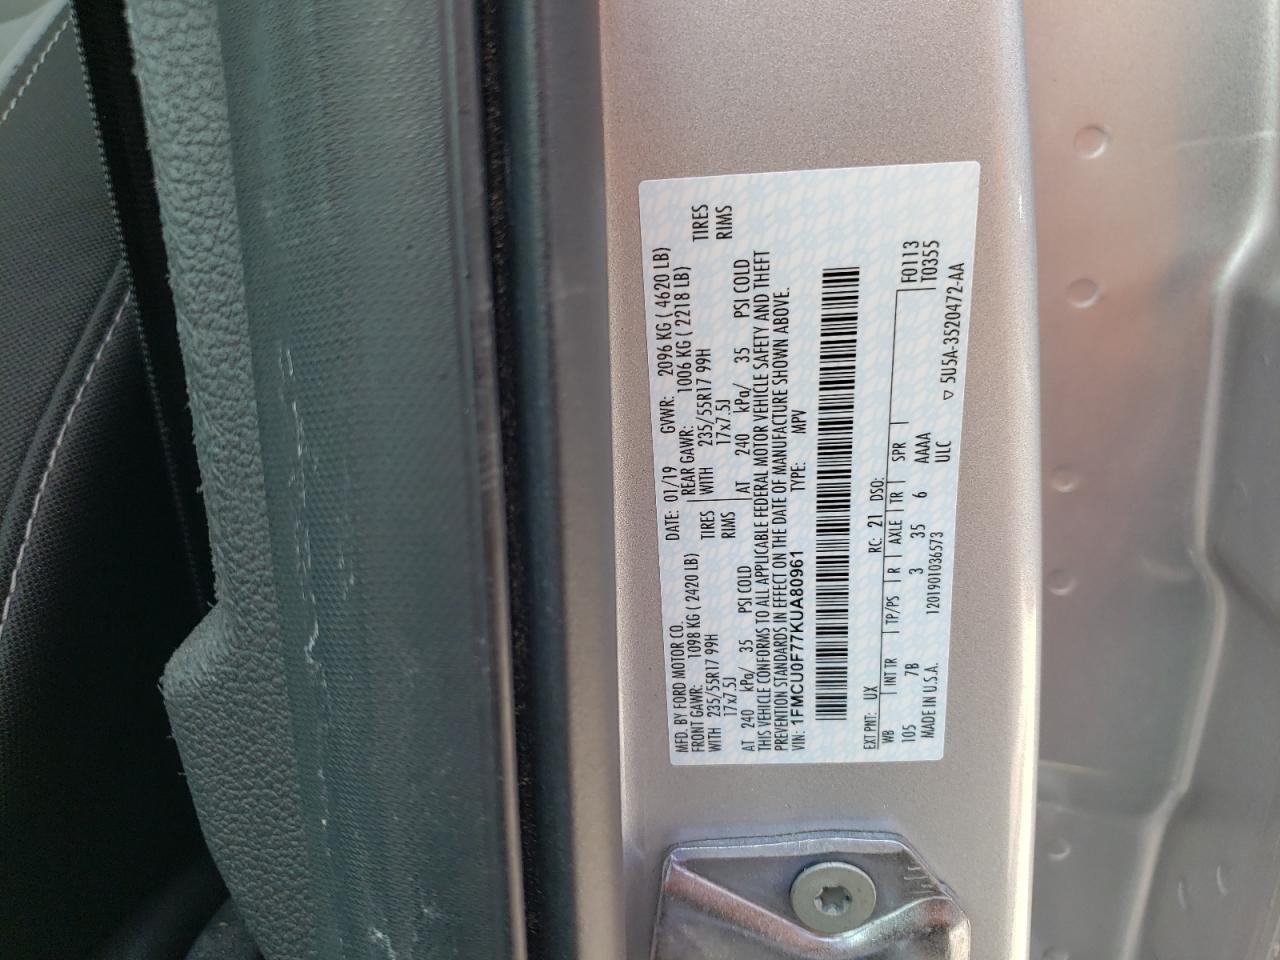 MFD. BY FORD MOTOR CO. DATE: 01/19 GVWR: 2096 KG ( 4620 LB)
FRONT GAWR: 1098 KG ( 2420 LB) REAR GAWR: 1006 KG ( 2218 LB)
WITH 235/55R17 99H TIRES WITH 235/55R17 99H TIRES
17x7.5J RIMS 17x7.5J RIMS
AT 240 kPa/ 35 PSI COLD AT 240 kPa/ 35 PSI COLD
THIS VEHICLE CONFORMS TO ALL APPLICABLE FEDERAL MOTOR VEHICLE SAFETY AND THEFT
PREVENTION STANDARDS IN EFFECT ON THE DATE OF MANUFACTURE SHOWN ABOVE.
VIN: 1FMCU0F77KUA80961 TYPE: MPV
EXT PNT: UX RC: 21 DSO:
WB INT TR TP/PS R AXLE TR SPR F0113
105 7B 3 35 6 AAAA T0355
MADE IN U.S.A. 1201901036573 ULC
▽ 5U5A-3520472-AA